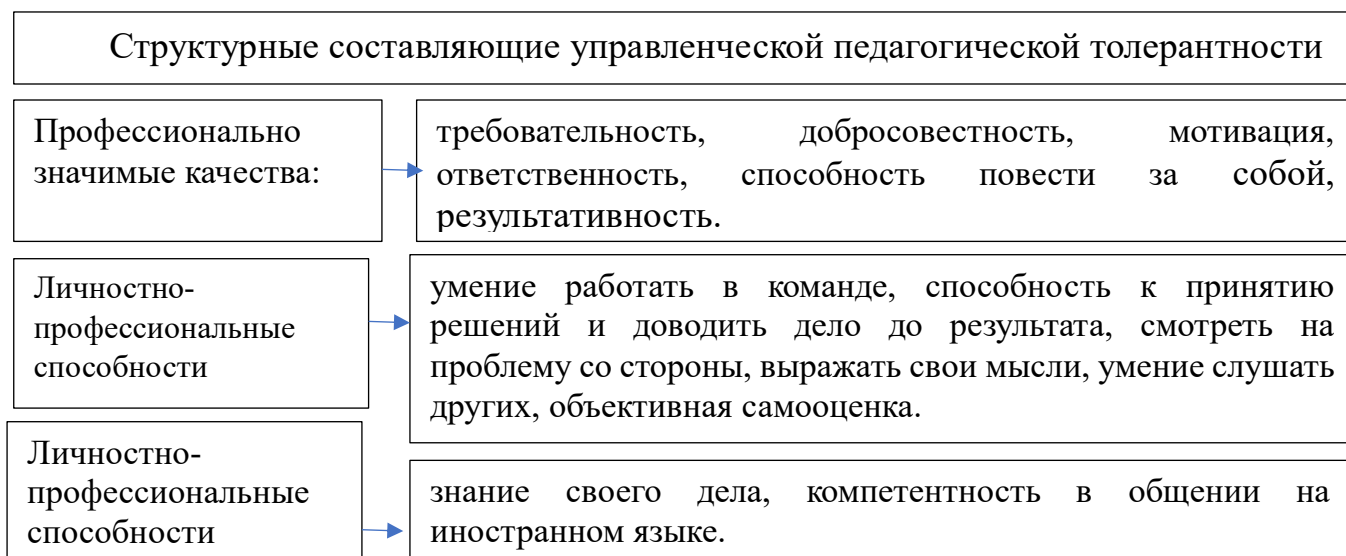 Структурные составляющие управленческой педагогической толерантности
Профессионально
значимые качества:
требовательность, добросовестность, мотивация,
ответственность, способность повести за собой,
результативность.
Личностно-
профессиональные
способности
умение работать в команде, способность к принятию
решений и доводить дело до результата, смотреть на
проблему со стороны, выражать свои мысли, умение слушать
других, объективная самооценка.
Личностно-
профессиональные
способности
знание своего дела, компетентность в общении на
иностранном языке.